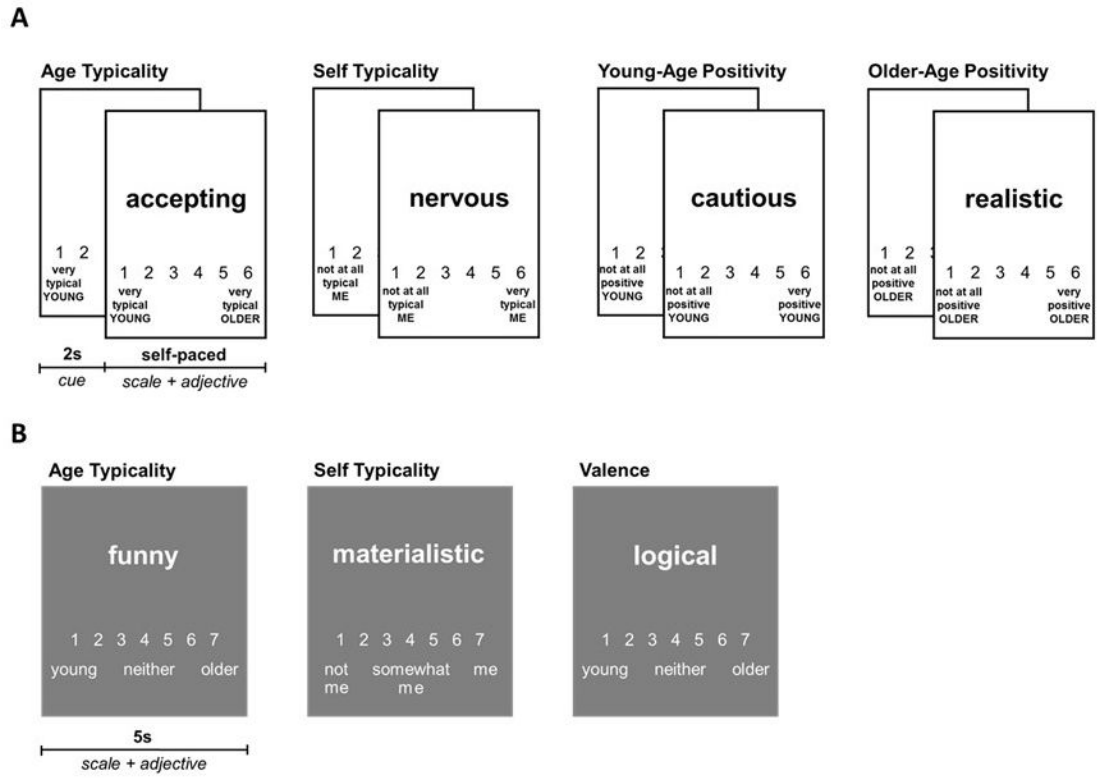 A
Age Typicality
Self Typicality
Young-Age Positivity
Older-Age Positivity
1 2
very
typical
YOUNG
accepting
1 2 3 4 5 6
very
typical
YOUNG
very
typical
OLDER
1 2
not at all
typical
ME
nervous
1 2 3 4 5 6
not at all
typical
ME
very
typical
ME
1 2
not at all
positive
YOUNG
cautious
1 2 3 4 5 6
not at all
positive
YOUNG
very
positive
YOUNG
1 2
not at all
positive
OLDER
realistic
1 2 3 4 5 6
not at all
positive
OLDER
very
positive
OLDER
2s
self-paced
cue
scale + adjective
B
Age Typicality
Self Typicality
Valence
funny
1 2 3 4 5 6 7
young neither older
materialistic
1 2 3 4 5 6 7
not somewhat me
me me
logical
1 2 3 4 5 6 7
young neither older
5s
scale + adjective